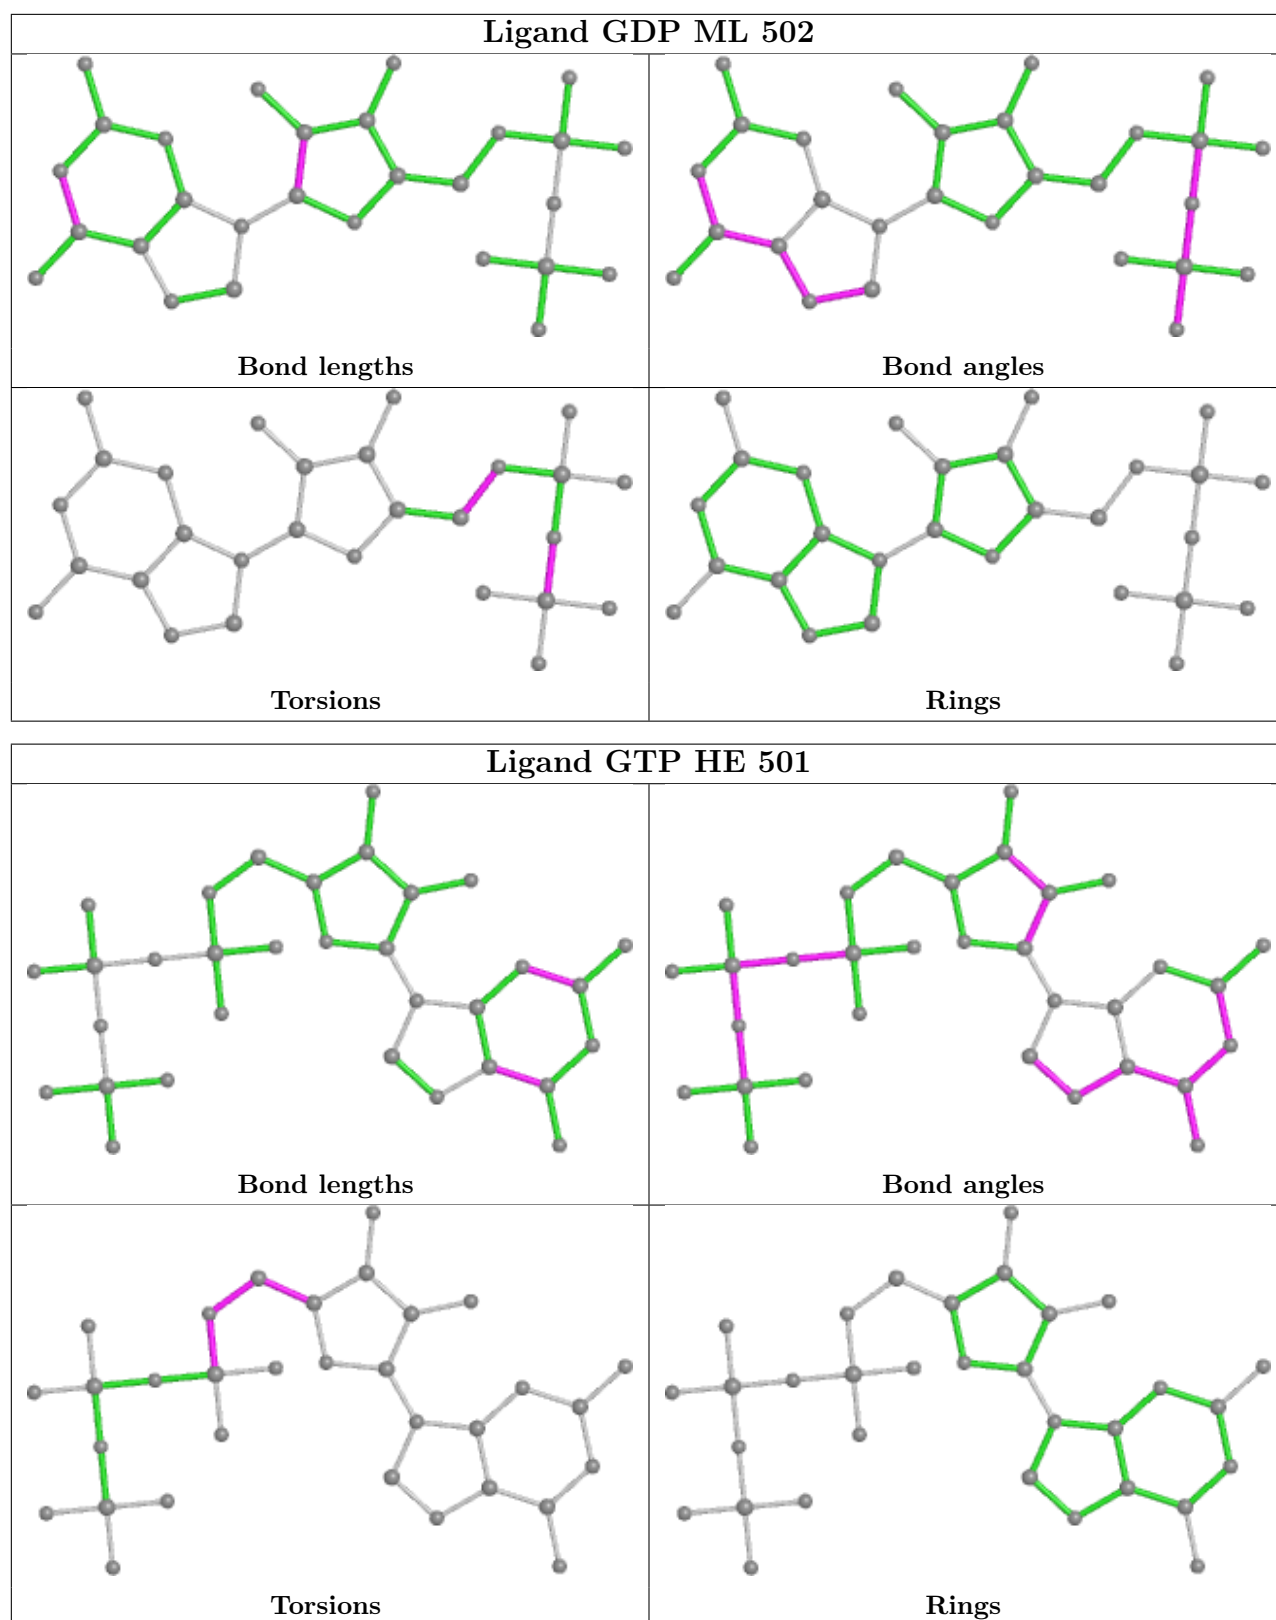 Ligand GDP ML 502
Bond lengths
Bond angles
Torsions
Rings
Ligand GTP HE 501
Bond lengths
Bond angles
Torsions
Rings